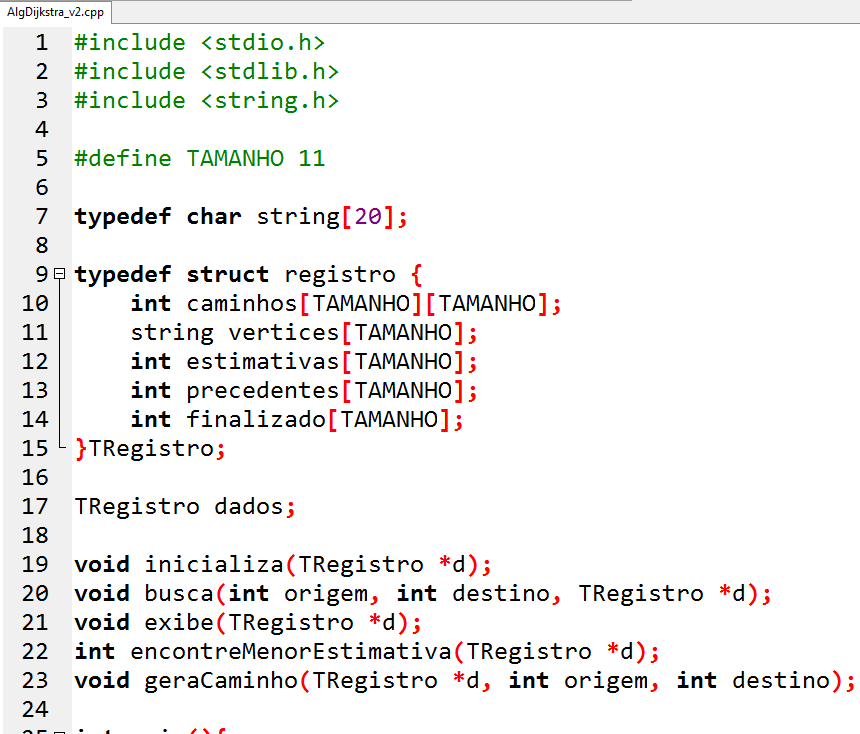 AlgDijkstra_v2.cpp
1 #include <stdio.h>
2 #include <stdlib.h>
3 #include <string.h>
4
5 #define TAMANHO 11
6
7 typedef char string[20];
8
9 typedef struct registro {
10 int caminhos[TAMANHO][TAMANHO];
11 string vertices[TAMANHO];
12 int estimativas[TAMANHO];
13 int precedentes[TAMANHO];
14 int finalizado[TAMANHO];
15 }TRegistro;
16
17 TRegistro dados;
18
19 void inicializa(TRegistro *d);
20 void busca(int origem, int destino, TRegistro *d);
21 void exibe(TRegistro *d);
22 int encontreMenorEstimativa(TRegistro *d);
23 void geraCaminho(TRegistro *d, int origem, int destino);
24